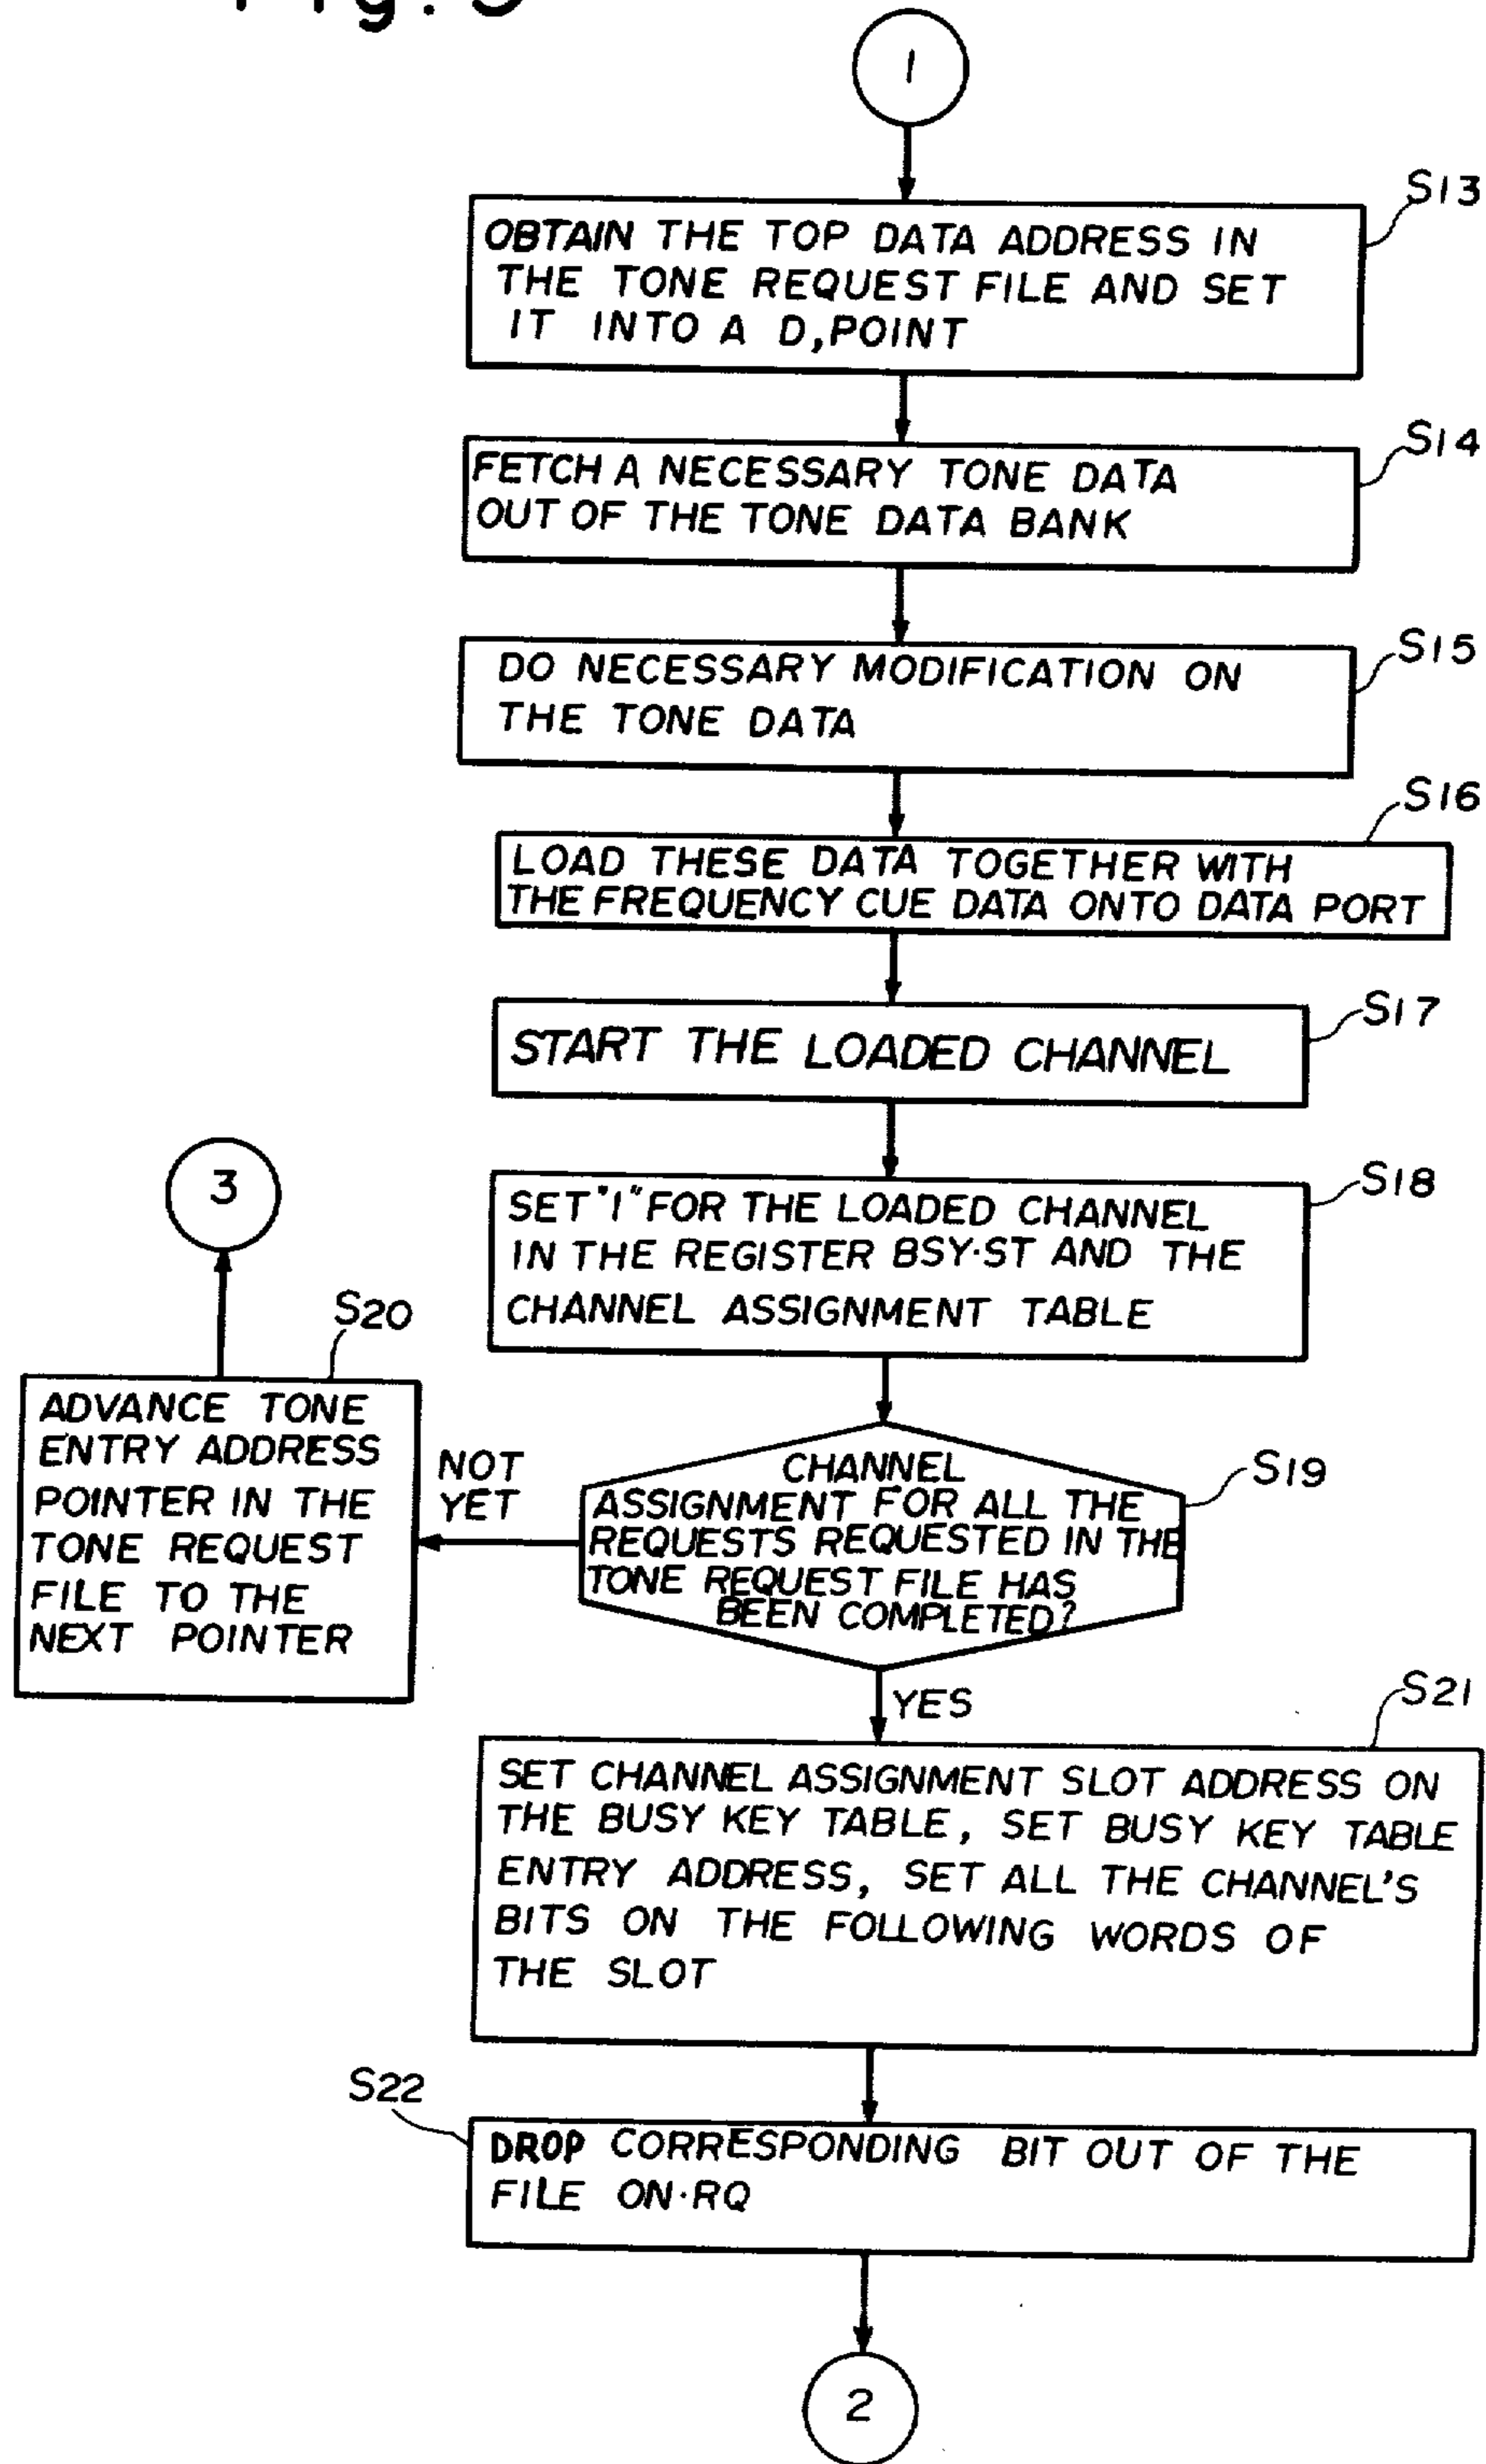 1
S13
OBTAIN THE TOP DATA ADDRESS IN
THE TONE REQUEST FILE AND SET
IT INTO A D,POINT
S14
FETCH A NECESSARY TONE DATA
OUT OF THE TONE DATA BANK
S15
DO NECESSARY MODIFICATION ON
THE TONE DATA
S16
LOAD THESE DATA TOGETHER WITH
THE FREQUENCY CUE DATA ONTO DATA PORT
S17
START THE LOADED CHANNEL
S18
SET "1" FOR THE LOADED CHANNEL
IN THE REGISTER BSY·ST AND THE
CHANNEL ASSIGNMENT TABLE
3
S20
ADVANCE TONE
ENTRY ADDRESS
POINTER IN THE
TONE REQUEST
FILE TO THE
NEXT POINTER
NOT
YET
S19
CHANNEL
ASSIGNMENT FOR ALL THE
REQUESTS REQUESTED IN THE
TONE REQUEST FILE HAS
BEEN COMPLETED?
YES
S21
SET CHANNEL ASSIGNMENT SLOT ADDRESS ON
THE BUSY KEY TABLE, SET BUSY KEY TABLE
ENTRY ADDRESS, SET ALL THE CHANNEL'S
BITS ON THE FOLLOWING WORDS OF
THE SLOT
S22
DROP CORRESPONDING BIT OUT OF THE
FILE ON·RQ
2